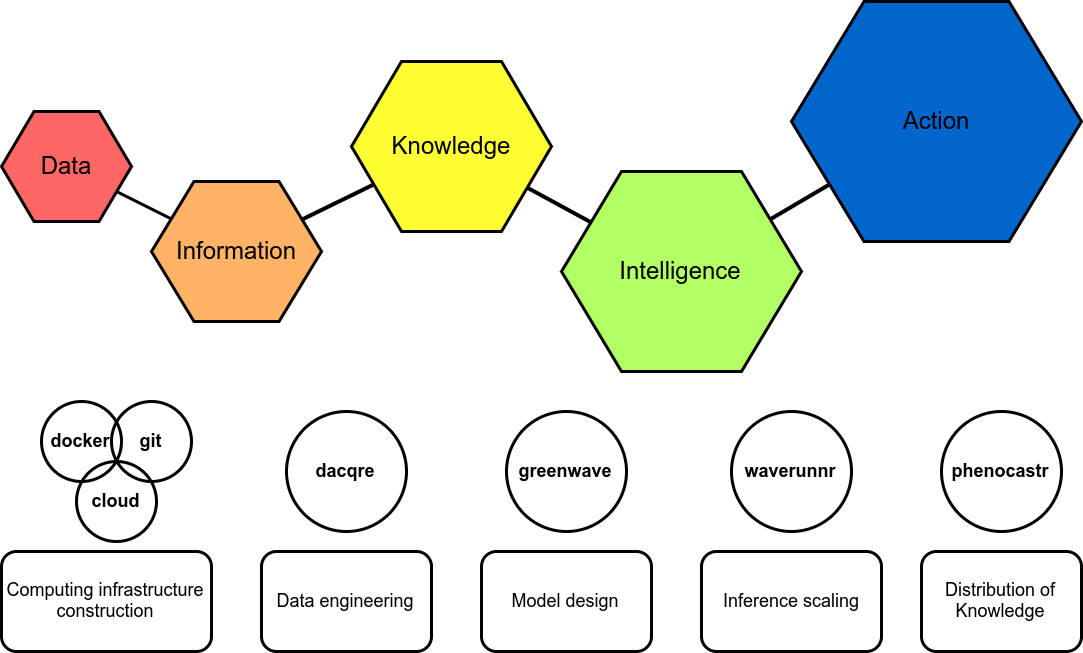 Data
Information
Knowledge
Intelligence
Action
docker
git
cloud
dacqre
greenwave
waverunnr
phenocastr
Computing infrastructure
construction
Data engineering
Model design
Inference scaling
Distribution of
Knowledge